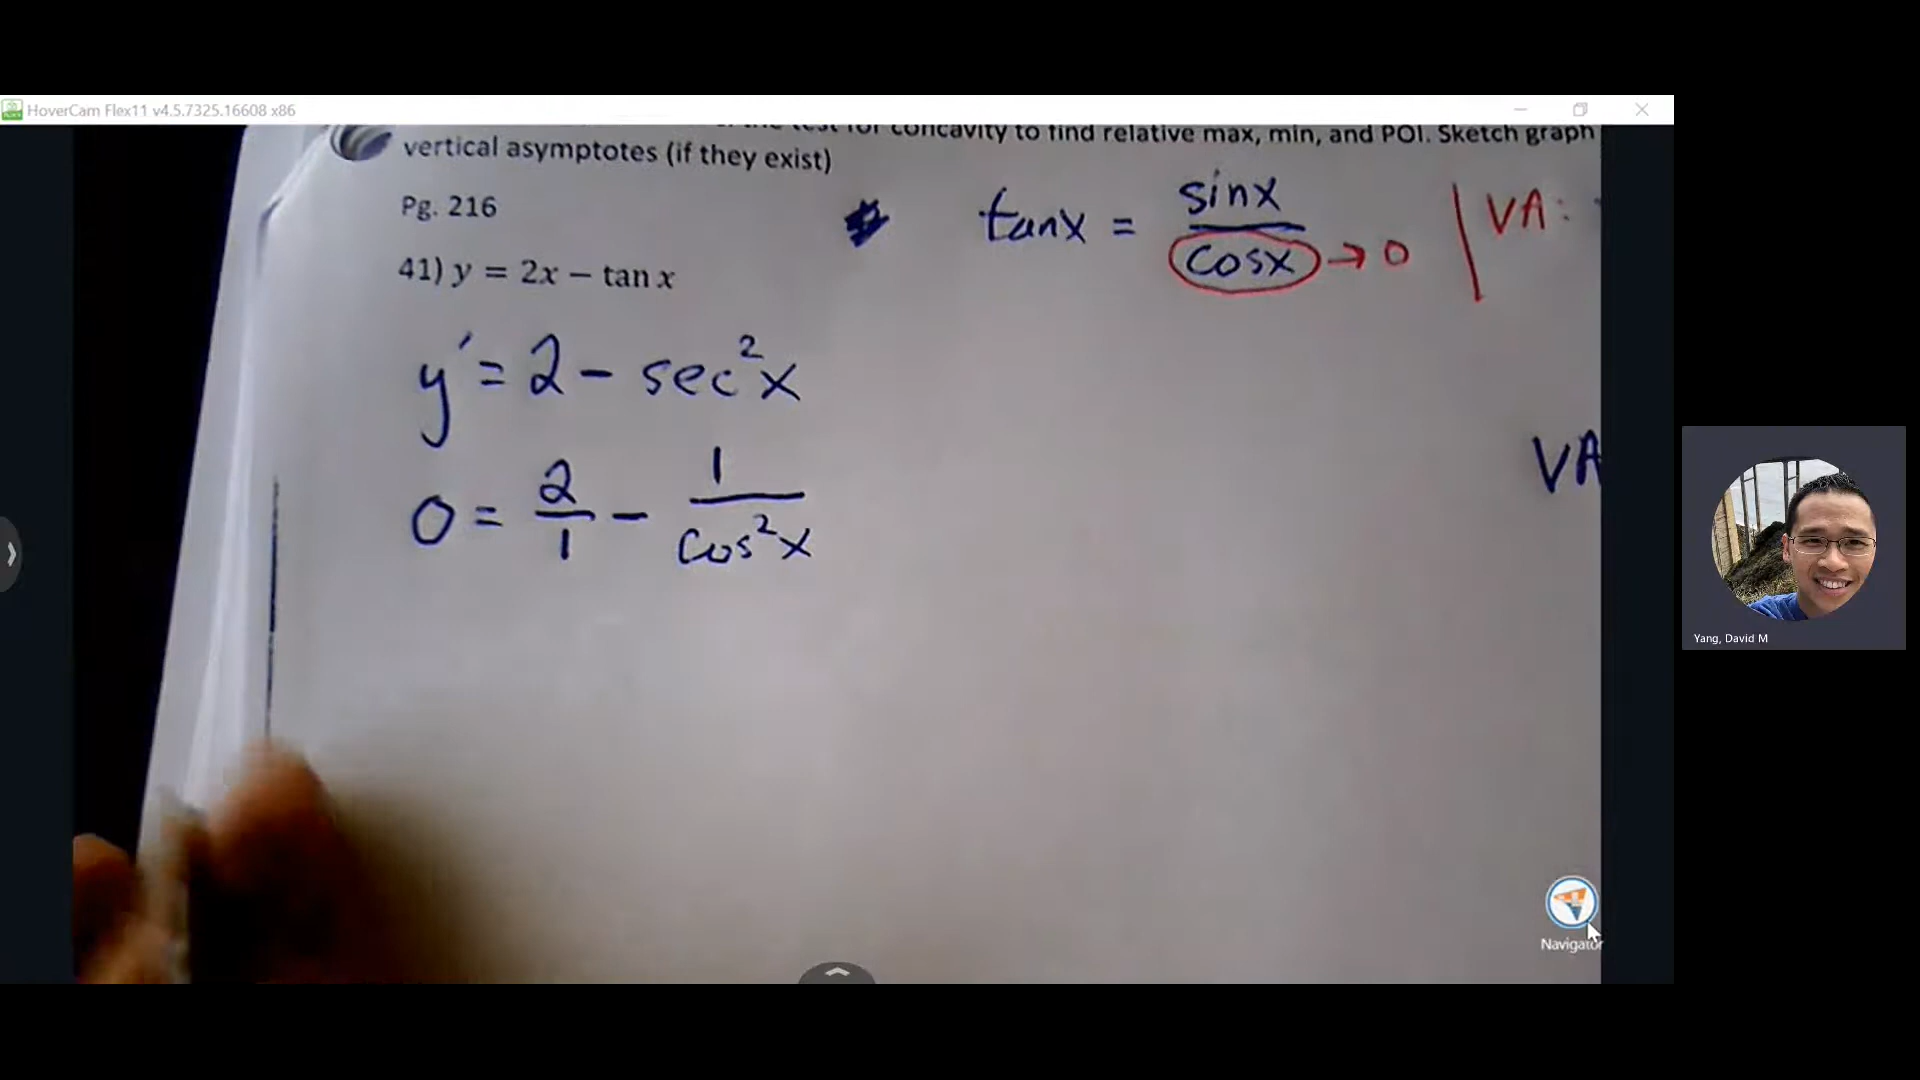 HoverCam Flex11 v4.5.7325.16608 x86
test for concavity to find relative max, min, and POI. Sketch graph
vertical asymptotes (if they exist)
Pg. 216
tanx = sinx / cosx → 0 | VA:
41) y = 2x − tan x
y' = 2 - sec²x
0 = 2/1 - 1/cos²x
VA
Yang, David M
Navigator